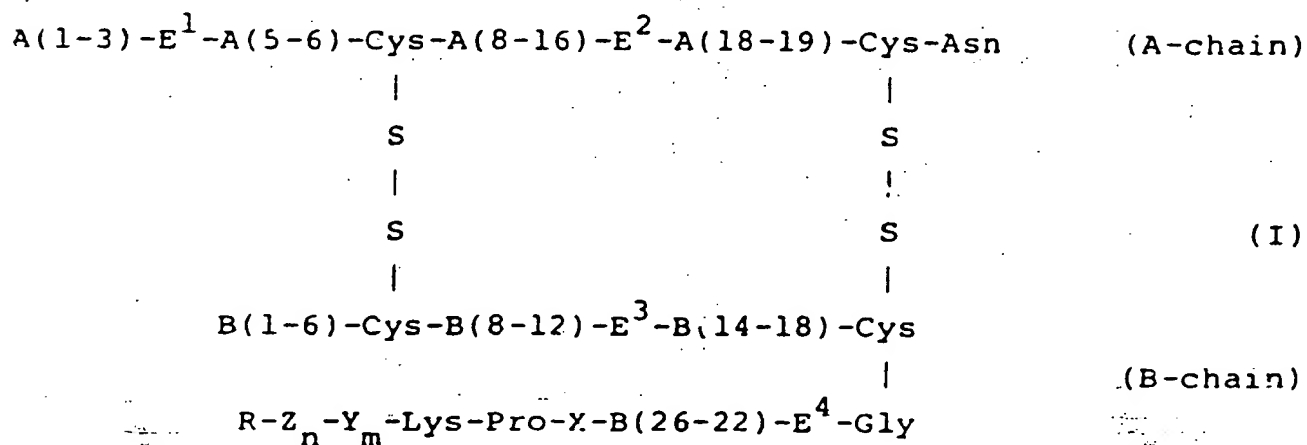 A(1-3)-E¹-A(5-6)-Cys-A(8-16)-E²-A(18-19)-Cys-Asn (A-chain)
| |
S S
| !
S S (I)
| |
B(1-6)-Cys-B(8-12)-E³-B(14-18)-Cys
| (B-chain)
R-Zₙ-Yₘ-Lys-Pro-X-B(26-22)-E⁴-Gly